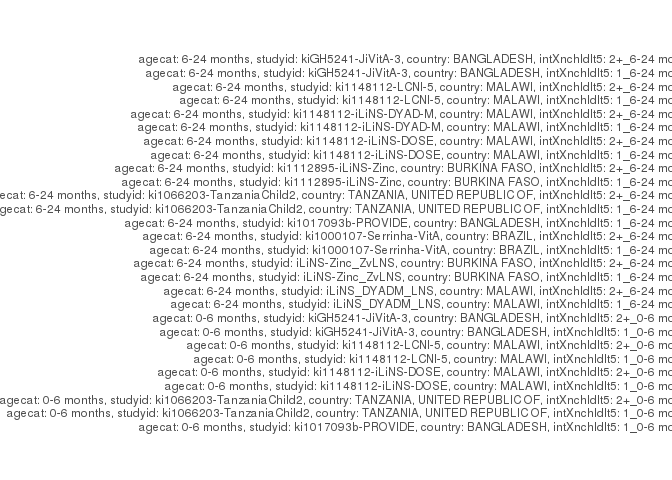 agecat: 6-24 months, studyid: kiGH5241-JiVitA-3, country: BANGLADESH, intXnchldlt5: 2+_6-24 mo
agecat: 6-24 months, studyid: kiGH5241-JiVitA-3, country: BANGLADESH, intXnchldlt5: 1_6-24 mo
agecat: 6-24 months, studyid: ki1148112-LCNI-5, country: MALAWI, intXnchldlt5: 2+_6-24 mo
agecat: 6-24 months, studyid: ki1148112-LCNI-5, country: MALAWI, intXnchldlt5: 1_6-24 mo
agecat: 6-24 months, studyid: ki1148112-iLiNS-DYAD-M, country: MALAWI, intXnchldlt5: 2+_6-24 mo
agecat: 6-24 months, studyid: ki1148112-iLiNS-DYAD-M, country: MALAWI, intXnchldlt5: 1_6-24 mo
agecat: 6-24 months, studyid: ki1148112-iLiNS-DOSE, country: MALAWI, intXnchldlt5: 2+_6-24 mo
agecat: 6-24 months, studyid: ki1148112-iLiNS-DOSE, country: MALAWI, intXnchldlt5: 1_6-24 mo
agecat: 6-24 months, studyid: ki1112895-iLiNS-Zinc, country: BURKINA FASO, intXnchldlt5: 2+_6-24 mo
agecat: 6-24 months, studyid: ki1112895-iLiNS-Zinc, country: BURKINA FASO, intXnchldlt5: 1_6-24 mo
ecat: 6-24 months, studyid: ki1066203-TanzaniaChild2, country: TANZANIA, UNITED REPUBLIC OF, intXnchldlt5: 2+_6-24 mo
agecat: 6-24 months, studyid: ki1066203-TanzaniaChild2, country: TANZANIA, UNITED REPUBLIC OF, intXnchldlt5: 1_6-24 mo
agecat: 6-24 months, studyid: ki1017093b-PROVIDE, country: BANGLADESH, intXnchldlt5: 1_6-24 mo
agecat: 6-24 months, studyid: ki1000107-Serrinha-VitA, country: BRAZIL, intXnchldlt5: 2+_6-24 mo
agecat: 6-24 months, studyid: ki1000107-Serrinha-VitA, country: BRAZIL, intXnchldlt5: 1_6-24 mo
agecat: 6-24 months, studyid: iLiNS-Zinc_ZvLNS, country: BURKINA FASO, intXnchldlt5: 2+_6-24 mo
agecat: 6-24 months, studyid: iLiNS-Zinc_ZvLNS, country: BURKINA FASO, intXnchldlt5: 1_6-24 mo
agecat: 6-24 months, studyid: iLiNS_DYADM_LNS, country: MALAWI, intXnchldlt5: 2+_6-24 mo
agecat: 6-24 months, studyid: iLiNS_DYADM_LNS, country: MALAWI, intXnchldlt5: 1_6-24 mo
agecat: 0-6 months, studyid: kiGH5241-JiVitA-3, country: BANGLADESH, intXnchldlt5: 2+_0-6 mo
agecat: 0-6 months, studyid: kiGH5241-JiVitA-3, country: BANGLADESH, intXnchldlt5: 1_0-6 mo
agecat: 0-6 months, studyid: ki1148112-LCNI-5, country: MALAWI, intXnchldlt5: 2+_0-6 mo
agecat: 0-6 months, studyid: ki1148112-LCNI-5, country: MALAWI, intXnchldlt5: 1_0-6 mo
agecat: 0-6 months, studyid: ki1148112-iLiNS-DOSE, country: MALAWI, intXnchldlt5: 2+_0-6 mo
agecat: 0-6 months, studyid: ki1148112-iLiNS-DOSE, country: MALAWI, intXnchldlt5: 1_0-6 mo
agecat: 0-6 months, studyid: ki1066203-TanzaniaChild2, country: TANZANIA, UNITED REPUBLIC OF, intXnchldlt5: 2+_0-6 mo
agecat: 0-6 months, studyid: ki1066203-TanzaniaChild2, country: TANZANIA, UNITED REPUBLIC OF, intXnchldlt5: 1_0-6 mo
agecat: 0-6 months, studyid: ki1017093b-PROVIDE, country: BANGLADESH, intXnchldlt5: 1_0-6 mo